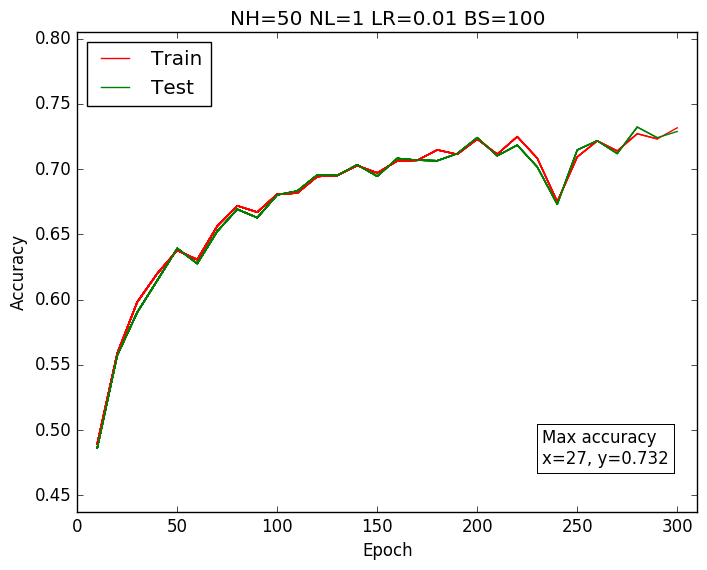 NH=50 NL=1 LR=0.01 BS=100
Train
Test
0.80
0.75
0.70
0.65
0.60
0.55
0.50
0.45
Accuracy
Max accuracy
x=27, y=0.732
0 50 100 150 200 250 300
Epoch